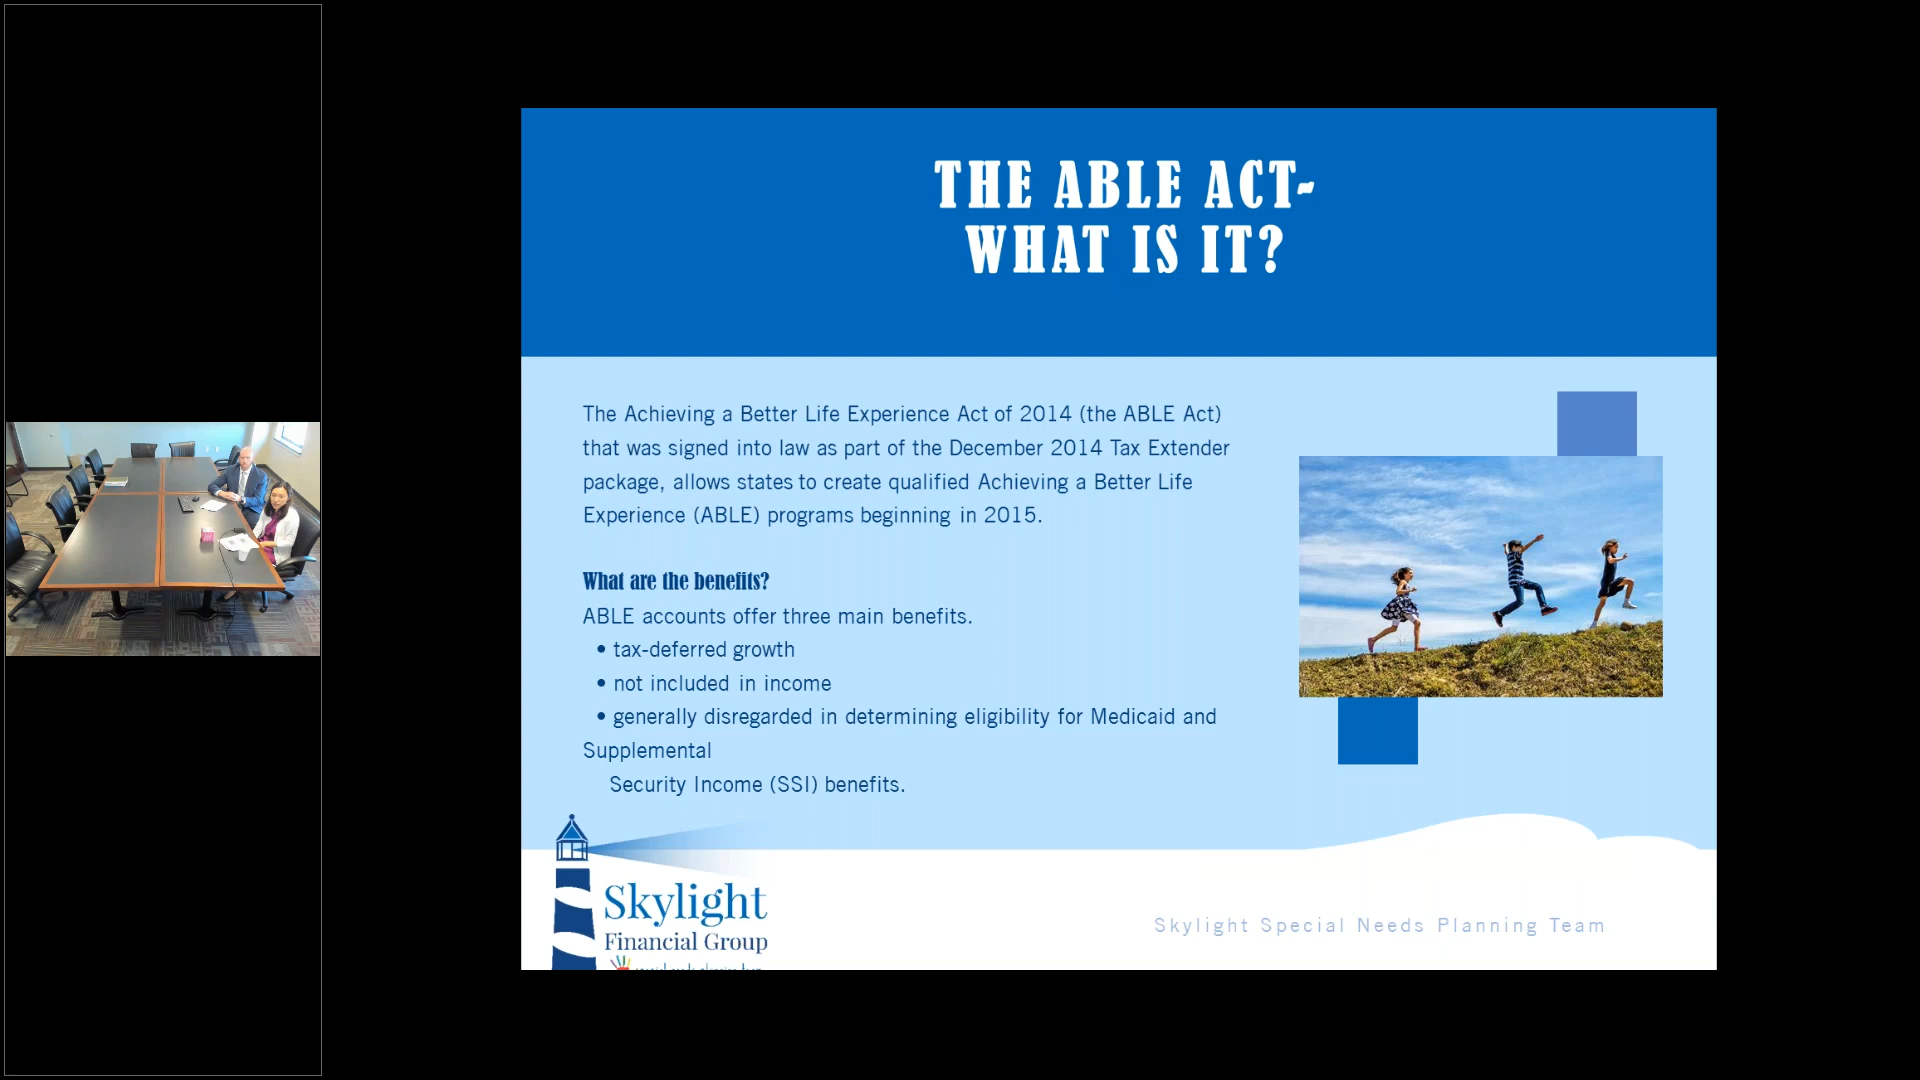 THE ABLE ACT-
WHAT IS IT?
The Achieving a Better Life Experience Act of 2014 (the ABLE Act)
that was signed into law as part of the December 2014 Tax Extender
package, allows states to create qualified Achieving a Better Life
Experience (ABLE) programs beginning in 2015.
What are the benefits?
ABLE accounts offer three main benefits.
• tax-deferred growth
• not included in income
• generally disregarded in determining eligibility for Medicaid and
Supplemental
Security Income (SSI) benefits.
Skylight
Financial Group
Skylight Special Needs Planning Team